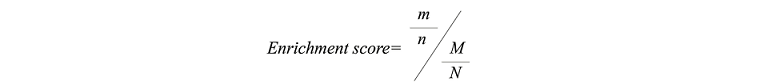 Enrichment score= m/n / M/N